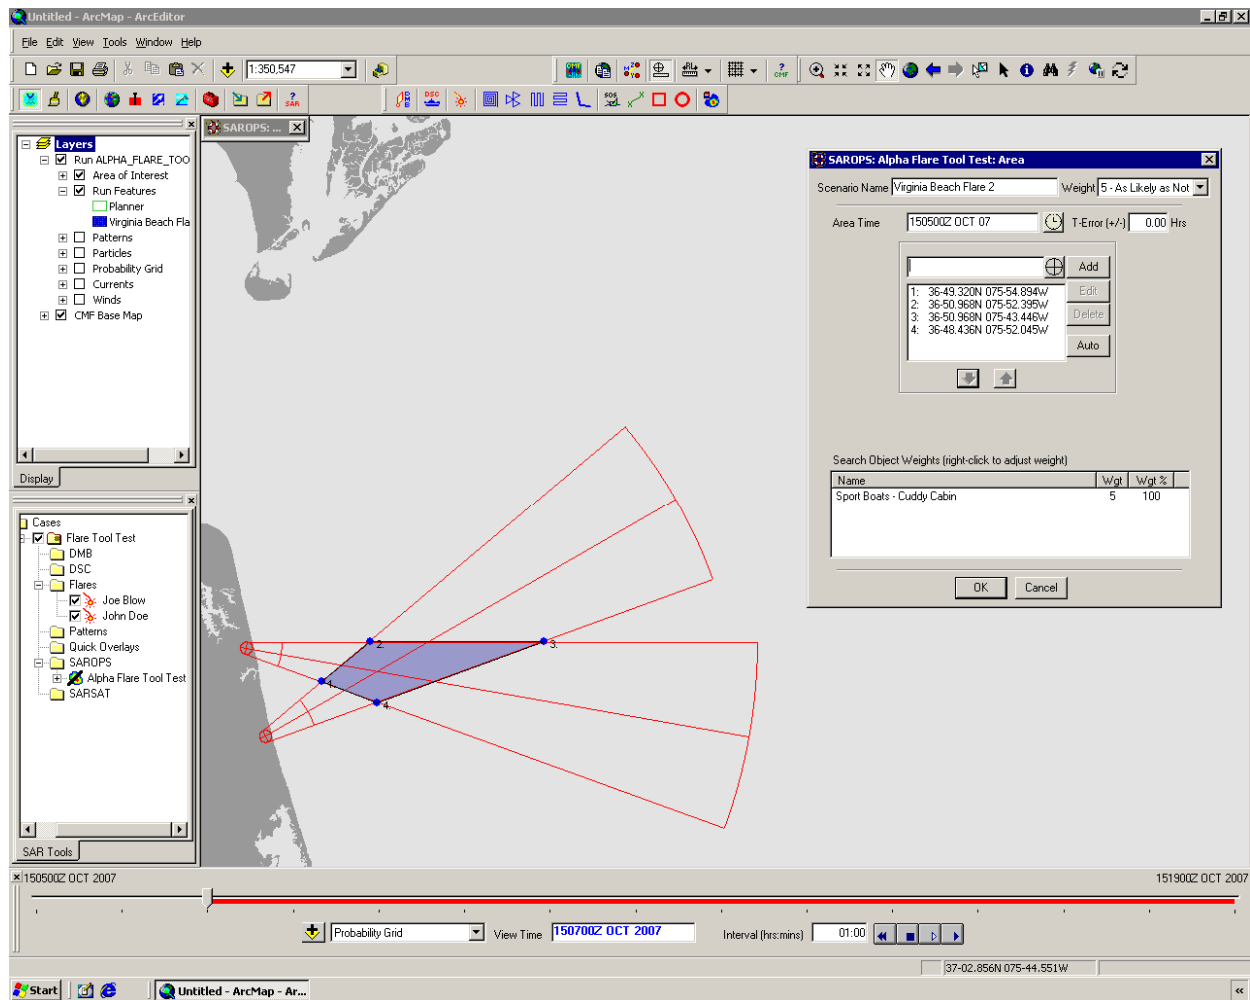 Untitled - ArcMap - ArcEditor
File Edit View Tools Window Help
1:350,547
CMF
SAR
DSC
SOS
SAROPS: ...
Layers
Run ALPHA_FLARE_TOO
Area of Interest
Run Features
Planner
Virginia Beach Fla
Patterns
Particles
Probability Grid
Currents
Winds
CMF Base Map
Display
Cases
Flare Tool Test
DMB
DSC
Flares
Joe Blow
John Doe
Patterns
Quick Overlays
SAROPS
Alpha Flare Tool Test
SARSAT
SAR Tools
2.
3.
4.
SAROPS: Alpha Flare Tool Test: Area
Scenario Name Virginia Beach Flare 2 Weight 5 - As Likely as Not
Area Time 150500Z OCT 07 T-Error (+/-) 0.00 Hrs
Add
1: 36-49.320N 075-54.894W
2: 36-50.968N 075-52.395W
3: 36-50.968N 075-43.446W
4: 36-48.436N 075-52.045W
Edit
Delete
Auto
Search Object Weights (right-click to adjust weight)
Name Wgt Wgt %
Sport Boats - Cuddy Cabin 5 100
OK Cancel
150500Z OCT 2007 151900Z OCT 2007
Probability Grid View Time 150700Z OCT 2007 Interval (hrs:mins) 01:00
37-02.856N 075-44.551W
Start Untitled - ArcMap - Ar...